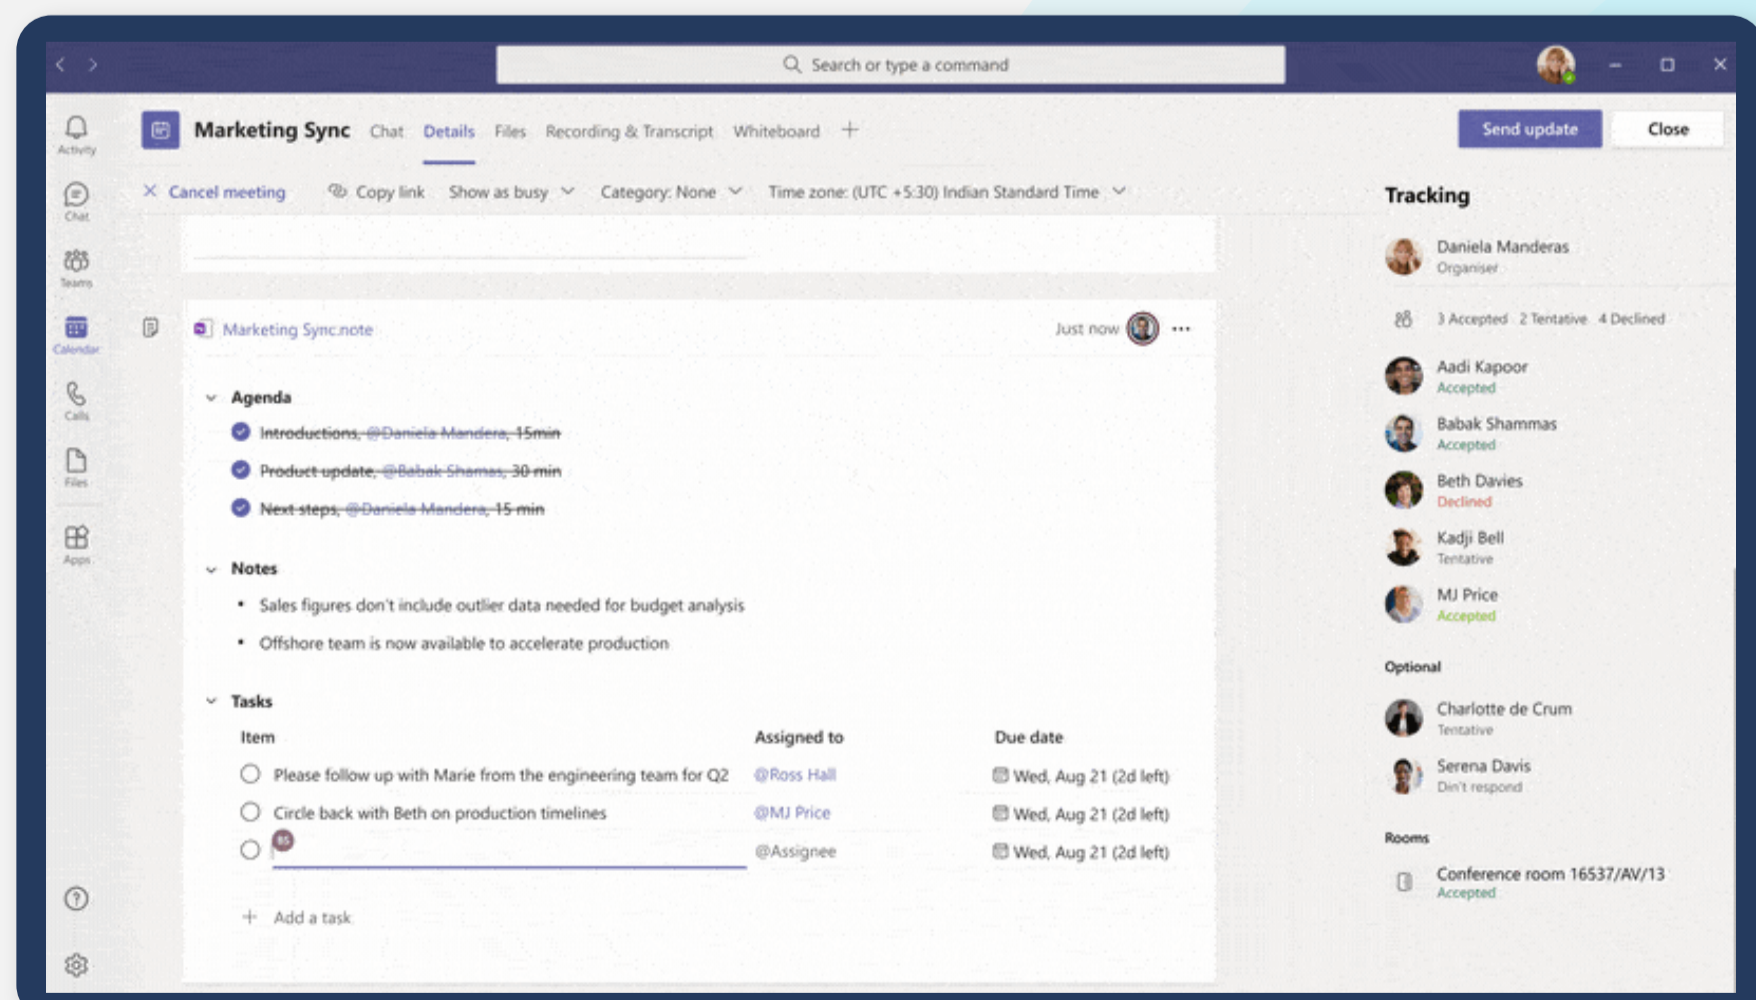 Search or type a command
Marketing Sync Chat Details Files Recording & Transcript Whiteboard
Send update Close
Cancel meeting Copy link Show as busy Category: None Time zone: (UTC +5:30) Indian Standard Time
Activity
Chat
Teams
Calendar
Calls
Files
Apps
Marketing Sync.note
Just now
Agenda
Introductions, @Daniela Mandera, 15min
Product update, @Babak Shamas, 30 min
Next steps, @Daniela Mandera, 15 min
Notes
• Sales figures don't include outlier data needed for budget analysis
• Offshore team is now available to accelerate production
Tasks
Item Assigned to Due date
Please follow up with Marie from the engineering team for Q2 @Ross Hall Wed, Aug 21 (2d left)
Circle back with Beth on production timelines @MJ Price Wed, Aug 21 (2d left)
BS
@Assignee Wed, Aug 21 (2d left)
+ Add a task
Tracking
Daniela Manderas
Organiser
3 Accepted 2 Tentative 4 Declined
Aadi Kapoor
Accepted
Babak Shammas
Accepted
Beth Davies
Declined
Kadji Bell
Tentative
MJ Price
Accepted
Optional
Charlotte de Crum
Tentative
Serena Davis
Din't respond
Rooms
Conference room 16537/AV/13
Accepted